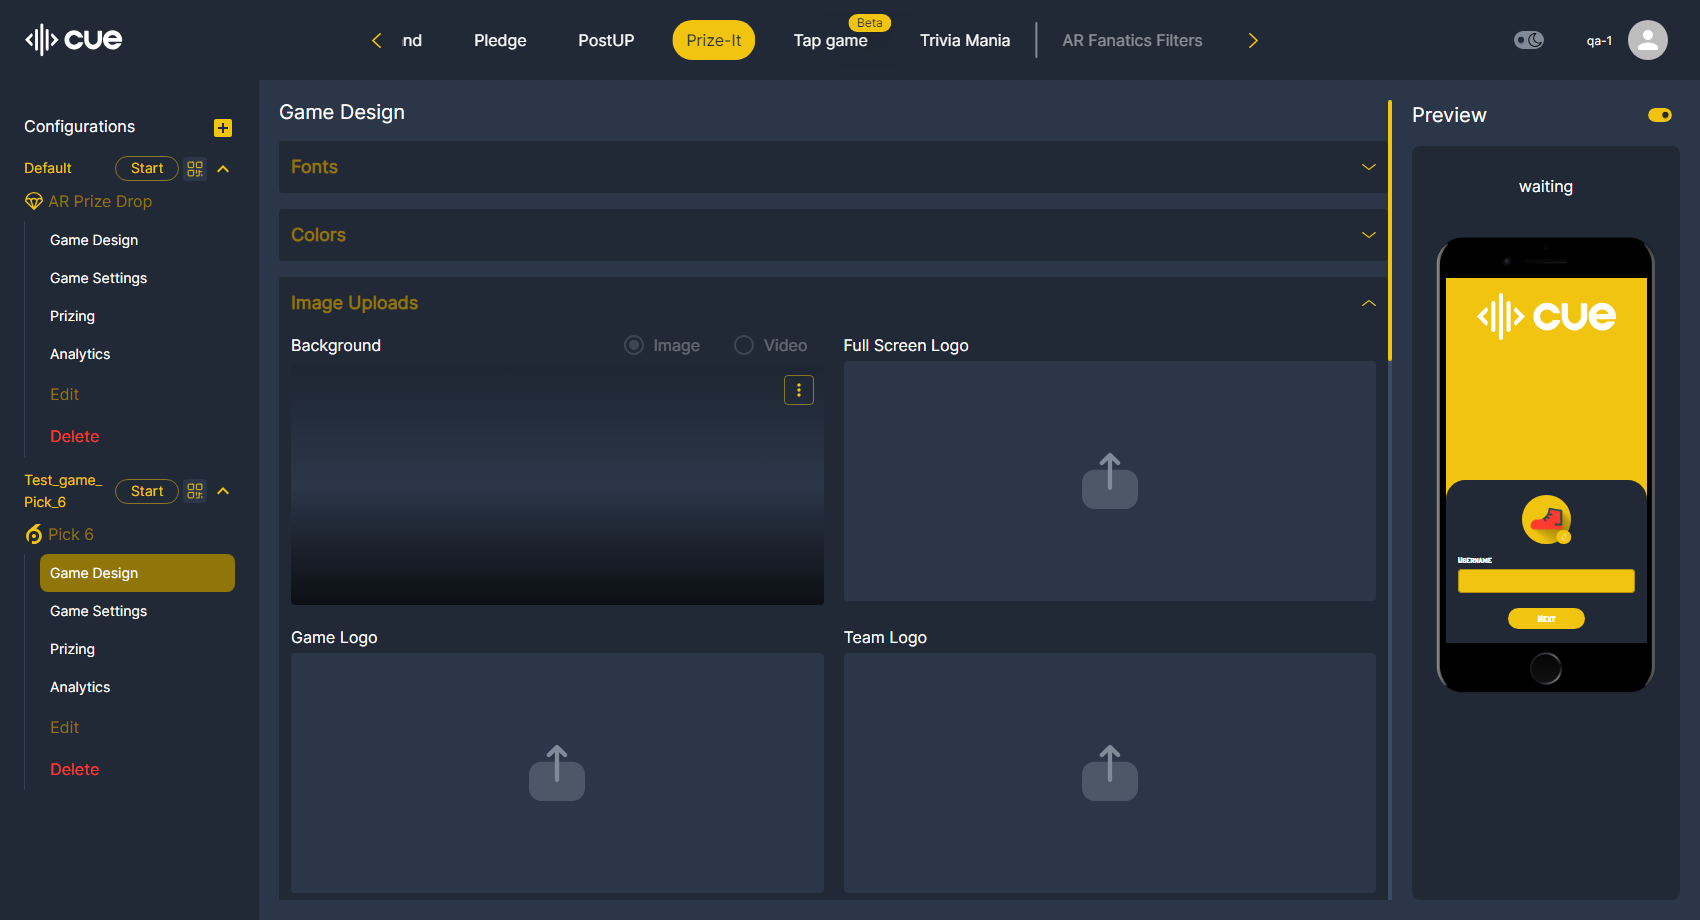 cue
nd
Pledge
PostUP
Prize-It
Beta
Tap game
Trivia Mania
AR Fanatics Filters
qa-1
Configurations
Default
Start
AR Prize Drop
Game Design
Game Settings
Prizing
Analytics
Edit
Delete
Test_game_
Pick_6
Start
Pick 6
Game Design
Game Settings
Prizing
Analytics
Edit
Delete
Game Design
Fonts
Colors
Image Uploads
Background
Image
Video
Full Screen Logo
Game Logo
Team Logo
Preview
waiting
cue
Username
Next